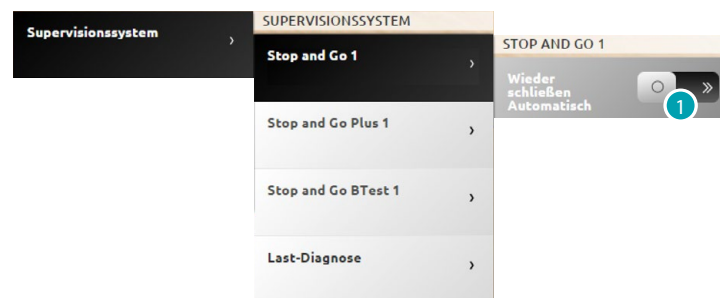 Supervisionssystem
SUPERVISIONSSYSTEM
Stop and Go 1
Stop and Go Plus 1
Stop and Go BTest 1
Last-Diagnose
STOP AND GO 1
Wieder
schließen
Automatisch
1